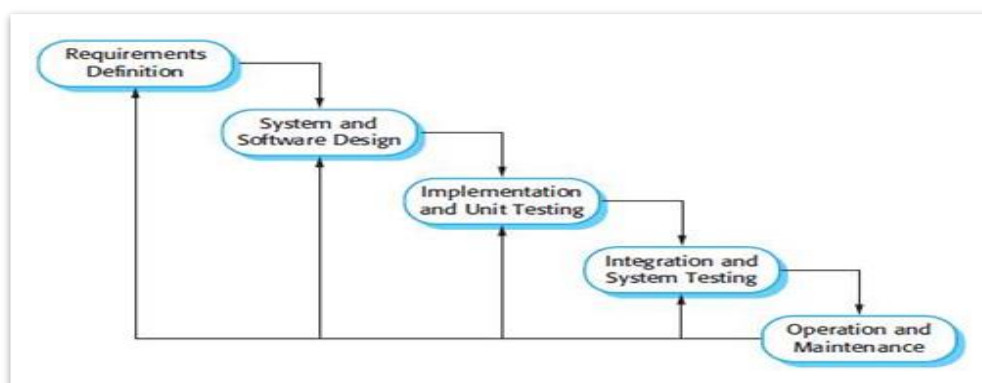 Requirements
Definition
System and
Software Design
Implementation
and Unit Testing
Integration and
System Testing
Operation and
Maintenance